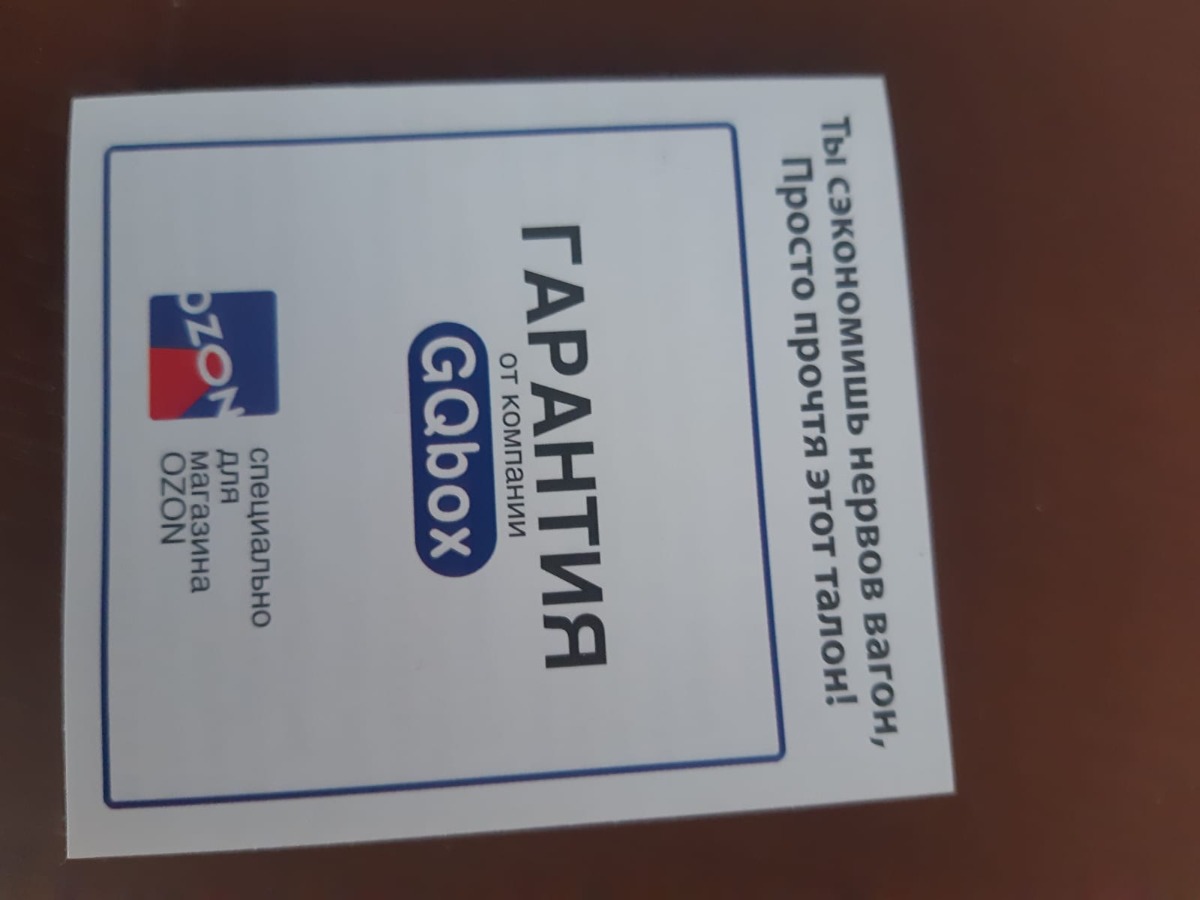 Ты сэкономишь нервов вагон,
Просто прочтя этот талон!
ГАРАНТИЯ
от компании
GQbox
OZON
специально
для
магазина
OZON